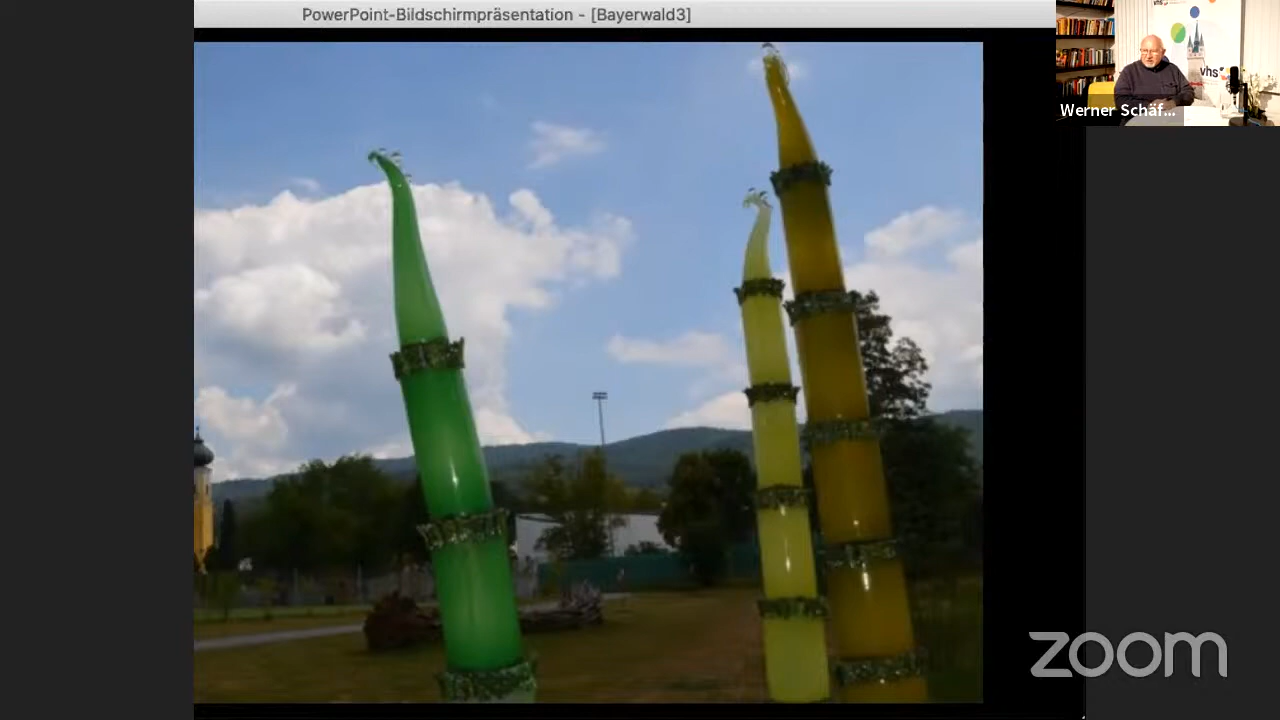 PowerPoint-Bildschirmpräsentation - [Bayerwald3]
vhs
Werner Schäf...
zoom